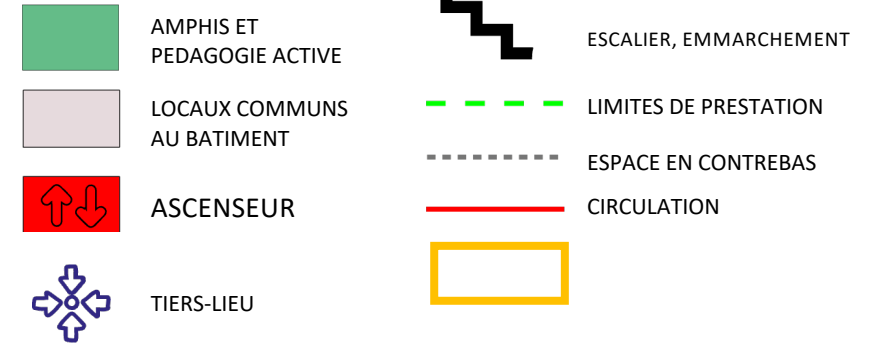 AMPHIS ET
PEDAGOGIE ACTIVE
LOCAUX COMMUNS
AU BATIMENT
ASCENSEUR
TIERS-LIEU
ESCALIER, EMMARCHEMENT
LIMITES DE PRESTATION
ESPACE EN CONTREBAS
CIRCULATION